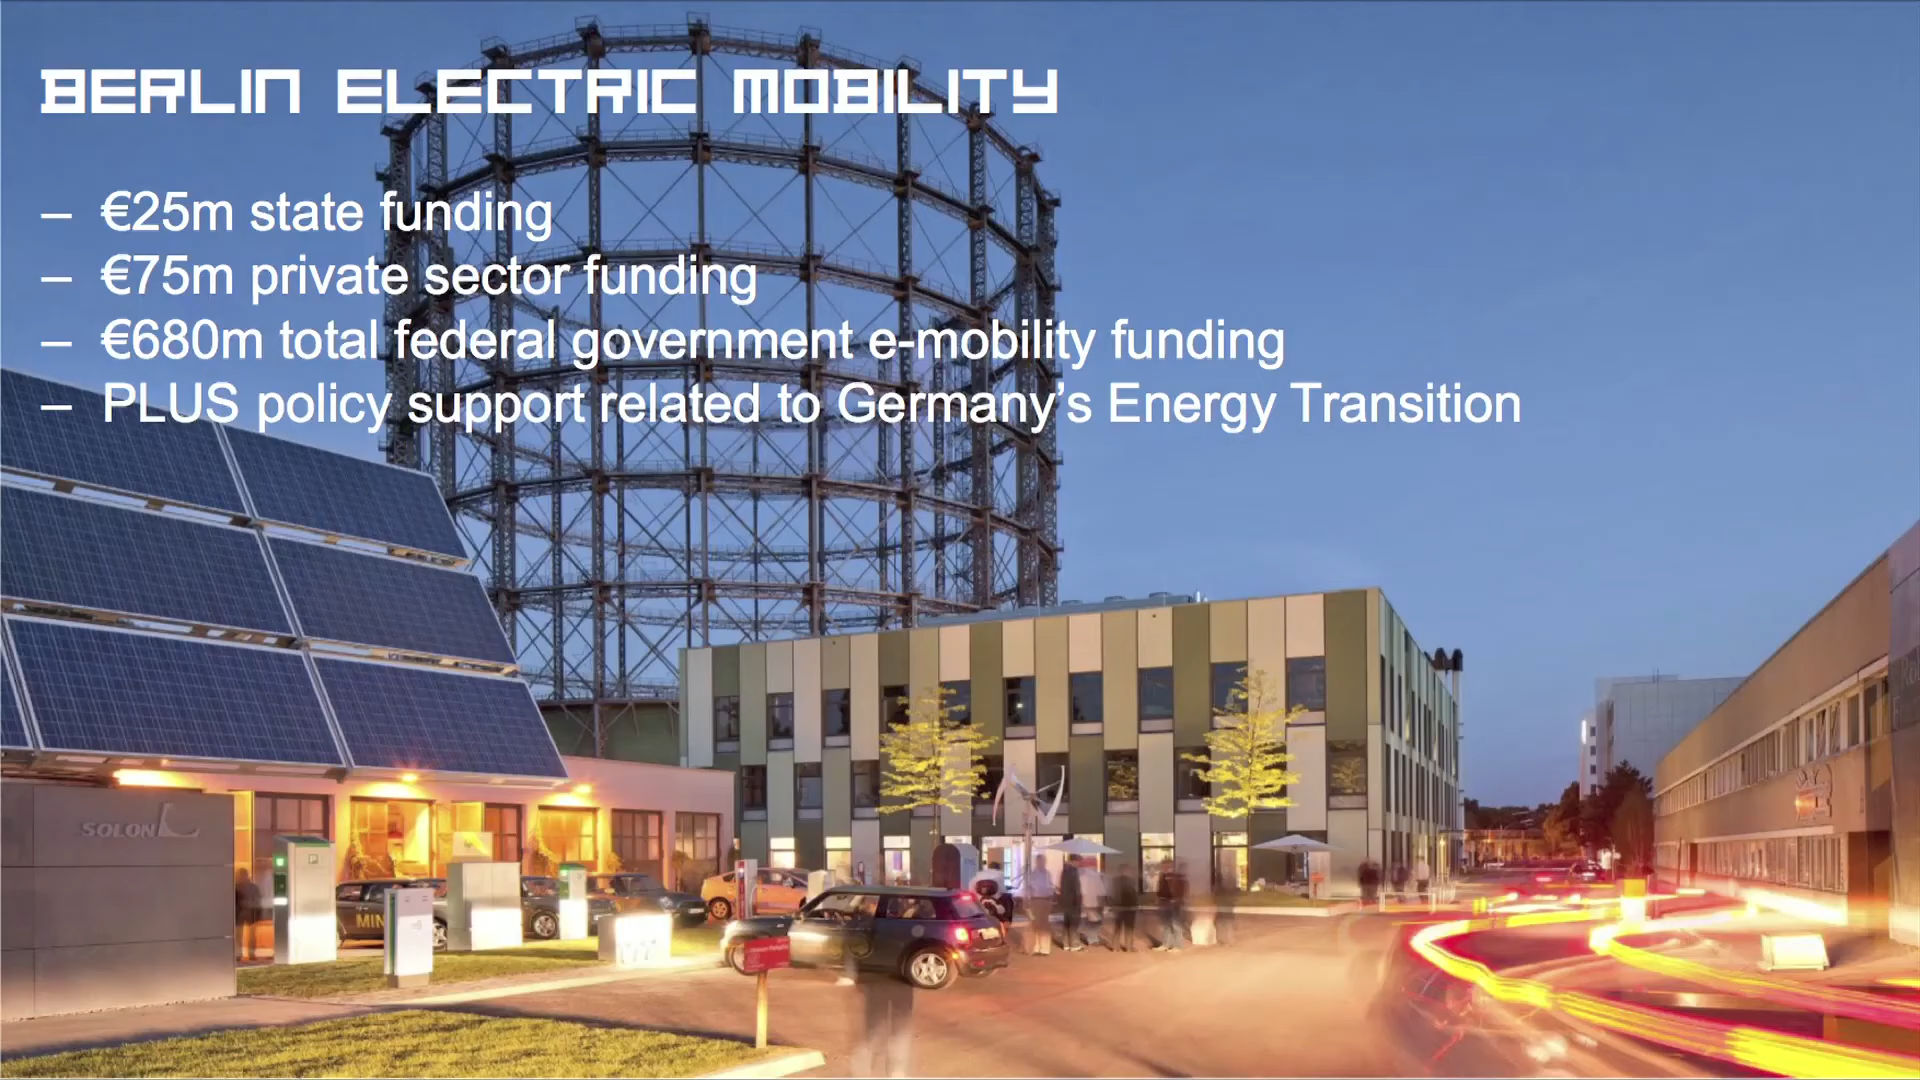 BERLIN ELECTRIC MOBILITY
– €25m state funding
– €75m private sector funding
– €680m total federal government e-mobility funding
– PLUS policy support related to Germany’s Energy Transition
SOLON
MINI